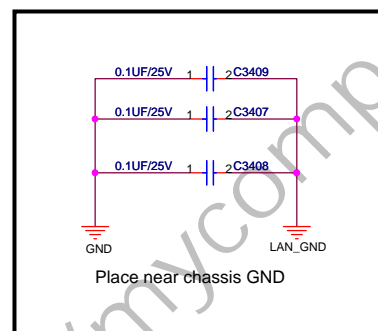 0.1UF/25V 1 2 C3409
0.1UF/25V 1 2 C3407
0.1UF/25V 1 2 C3408
GND LAN_GND
Place near chassis GND
/mycomp